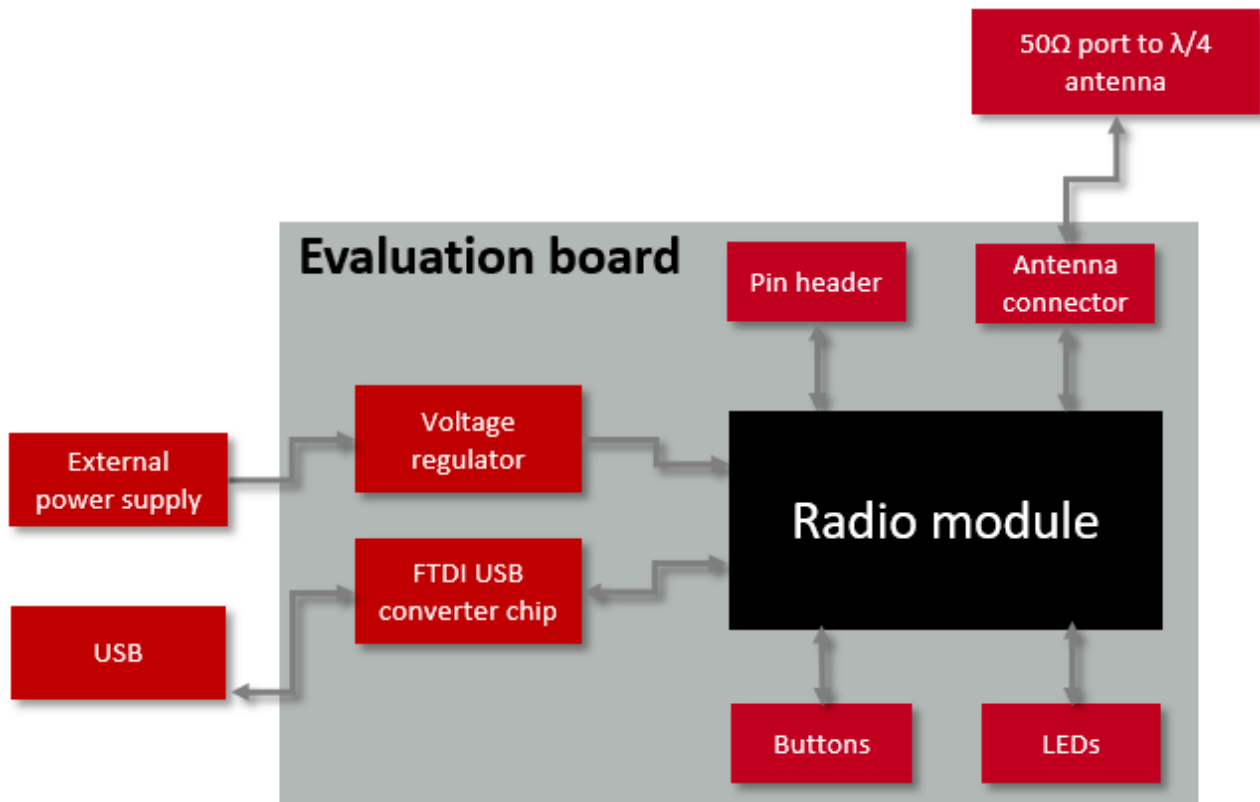 50Ω port to λ/4
antenna
Evaluation board
Pin header
Antenna
connector
Voltage
regulator
External
power supply
Radio module
FTDI USB
converter chip
USB
Buttons
LEDs